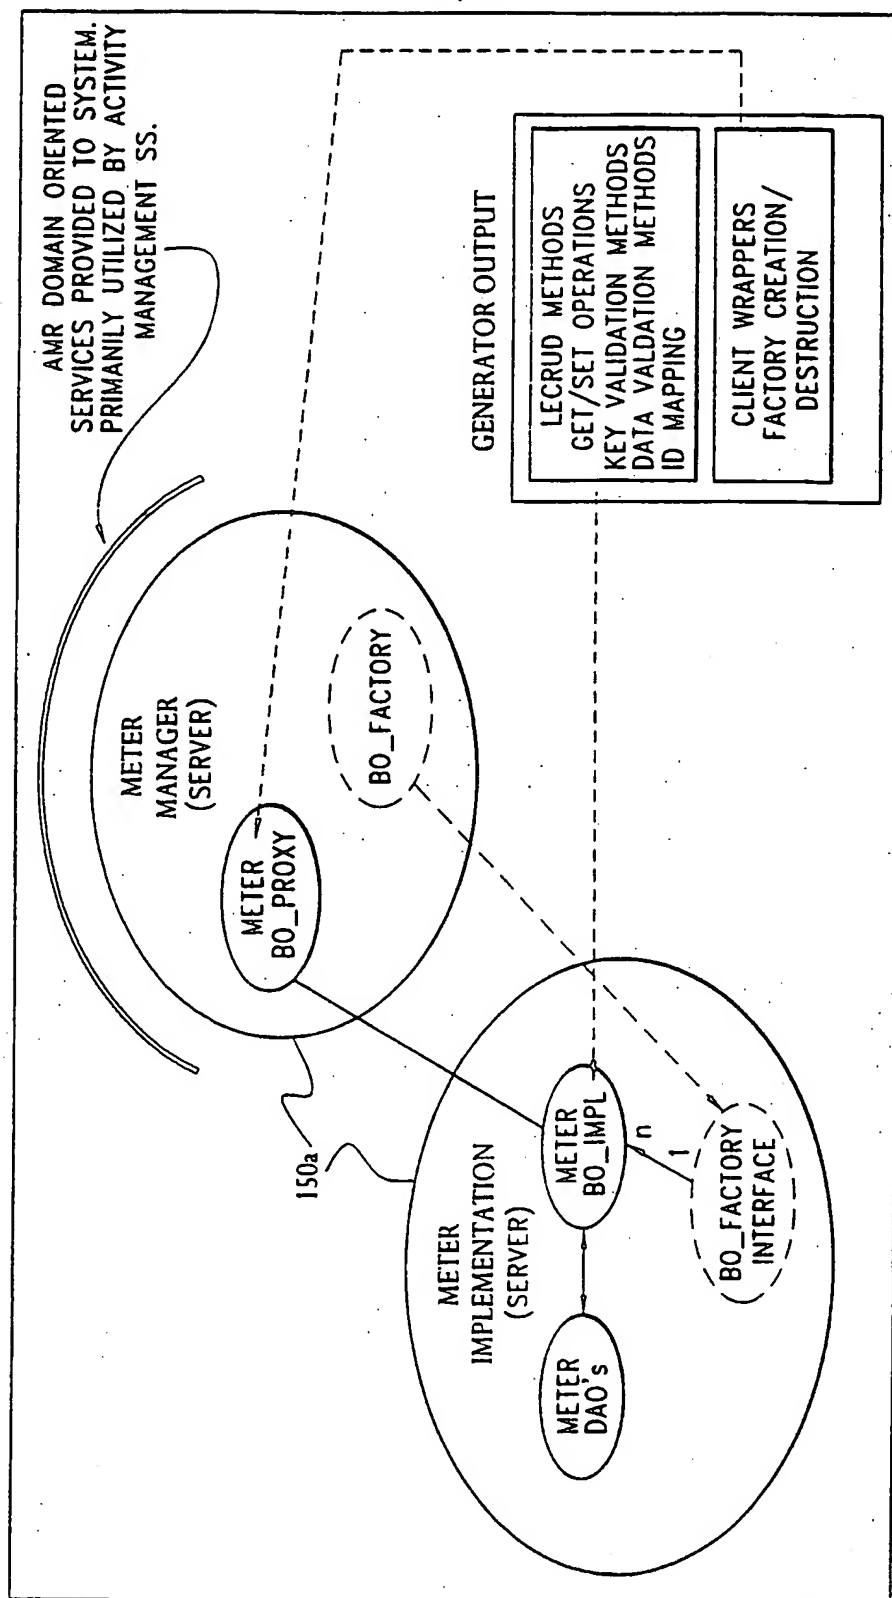 AMR DOMAIN ORIENTED
SERVICES PROVIDED TO SYSTEM.
PRIMANILY UTILIZED BY ACTIVITY
MANAGEMENT SS.
METER
MANAGER
(SERVER)
METER
BO_PROXY
BO_FACTORY
150a
METER
IMPLEMENTATION
(SERVER)
METER
DAO's
METER
BO_IMPL
n
1
BO_FACTORY
INTERFACE
GENERATOR OUTPUT
LECRUD METHODS
GET/SET OPERATIONS
KEY VALIDATION METHODS
DATA VALDATION METHODS
ID MAPPING
CLIENT WRAPPERS
FACTORY CREATION/
DESTRUCTION